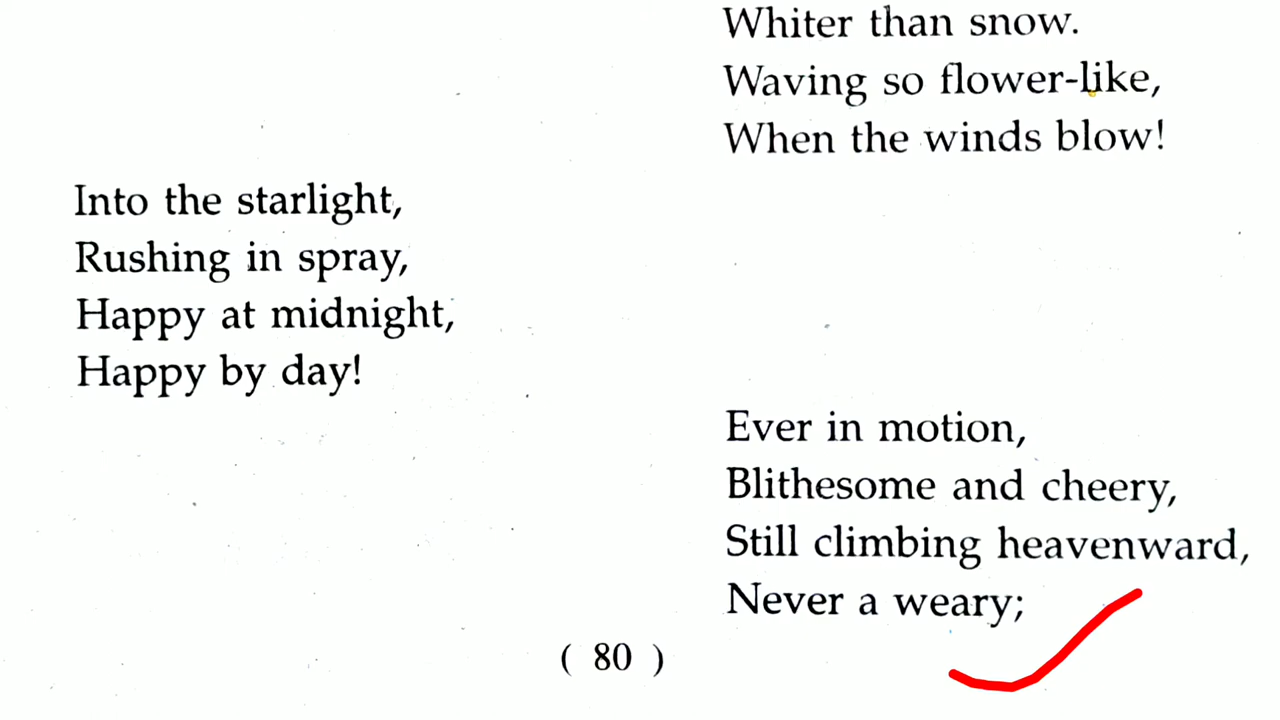 Whiter than snow.
Waving so flower-like,
When the winds blow!
Into the starlight,
Rushing in spray,
Happy at midnight,
Happy by day!
Ever in motion,
Blithesome and cheery,
Still climbing heavenward,
Never a weary;
( 80 )